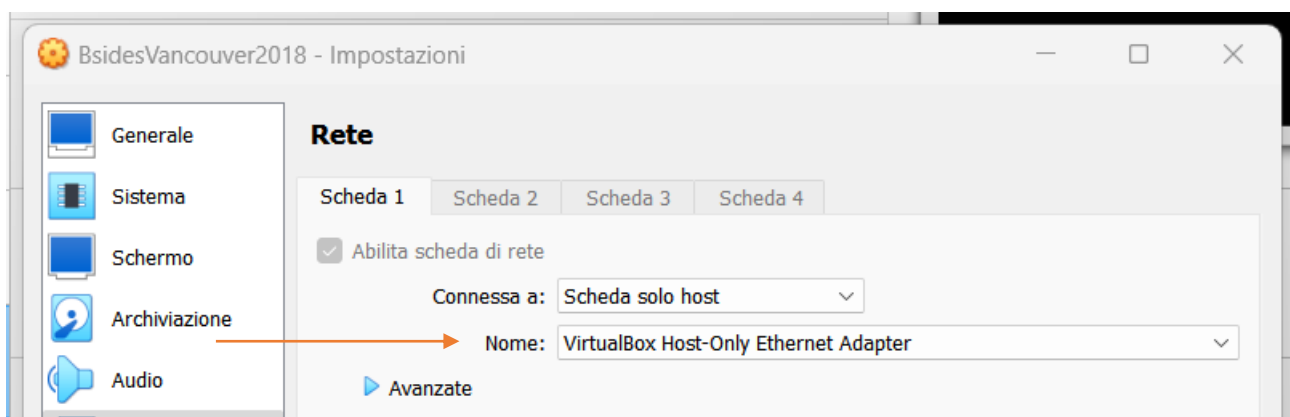 BsidesVancouver2018 - Impostazioni
Generale
Sistema
Schermo
Archiviazione
Audio
Rete
Scheda 1 Scheda 2 Scheda 3 Scheda 4
Abilita scheda di rete
Connessa a: Scheda solo host
Nome: VirtualBox Host-Only Ethernet Adapter
Avanzate